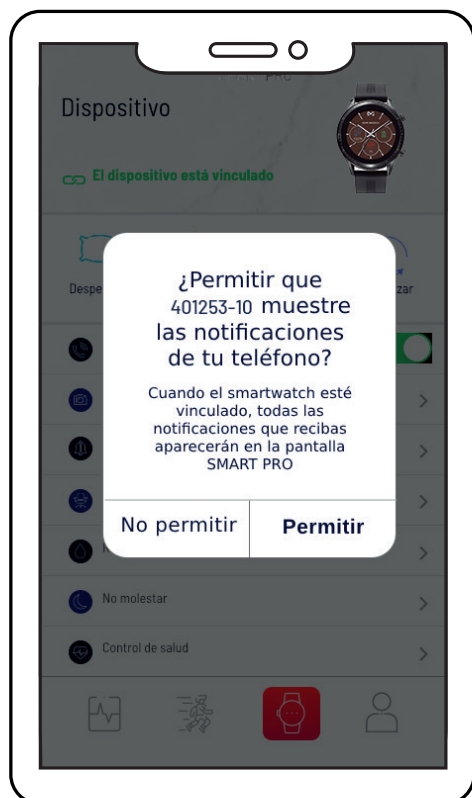 Dispositivo
El dispositivo está vinculado
¿Permitir que
401253-10 muestre
las notificaciones
de tu teléfono?
Cuando el smartwatch esté
vinculado, todas las
notificaciones que recibas
aparecerán en la pantalla
SMART PRO
No permitir
Permitir
No molestar
Control de salud